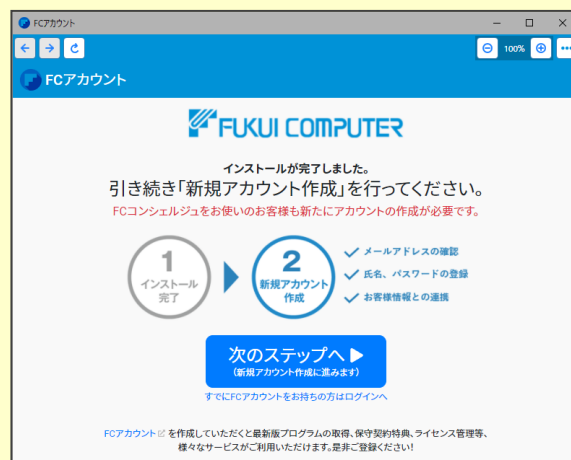 FCアカウント
100%
FCアカウント
FUKUI COMPUTER
インストールが完了しました。
引き続き「新規アカウント作成」を行ってください。
FCコンシェルジュをお使いのお客様も新たにアカウントの作成が必要です。
1
インストール
完了
2
新規アカウント
作成
メールアドレスの確認
氏名、パスワードの登録
お客様情報との連携
次のステップへ ▶
(新規アカウント作成に進みます)
すでにFCアカウントをお持ちの方はログインへ
FCアカウント を作成していただくと最新版プログラムの取得、保守契約特典、ライセンス管理等、
様々なサービスがご利用いただけます。是非ご登録ください!